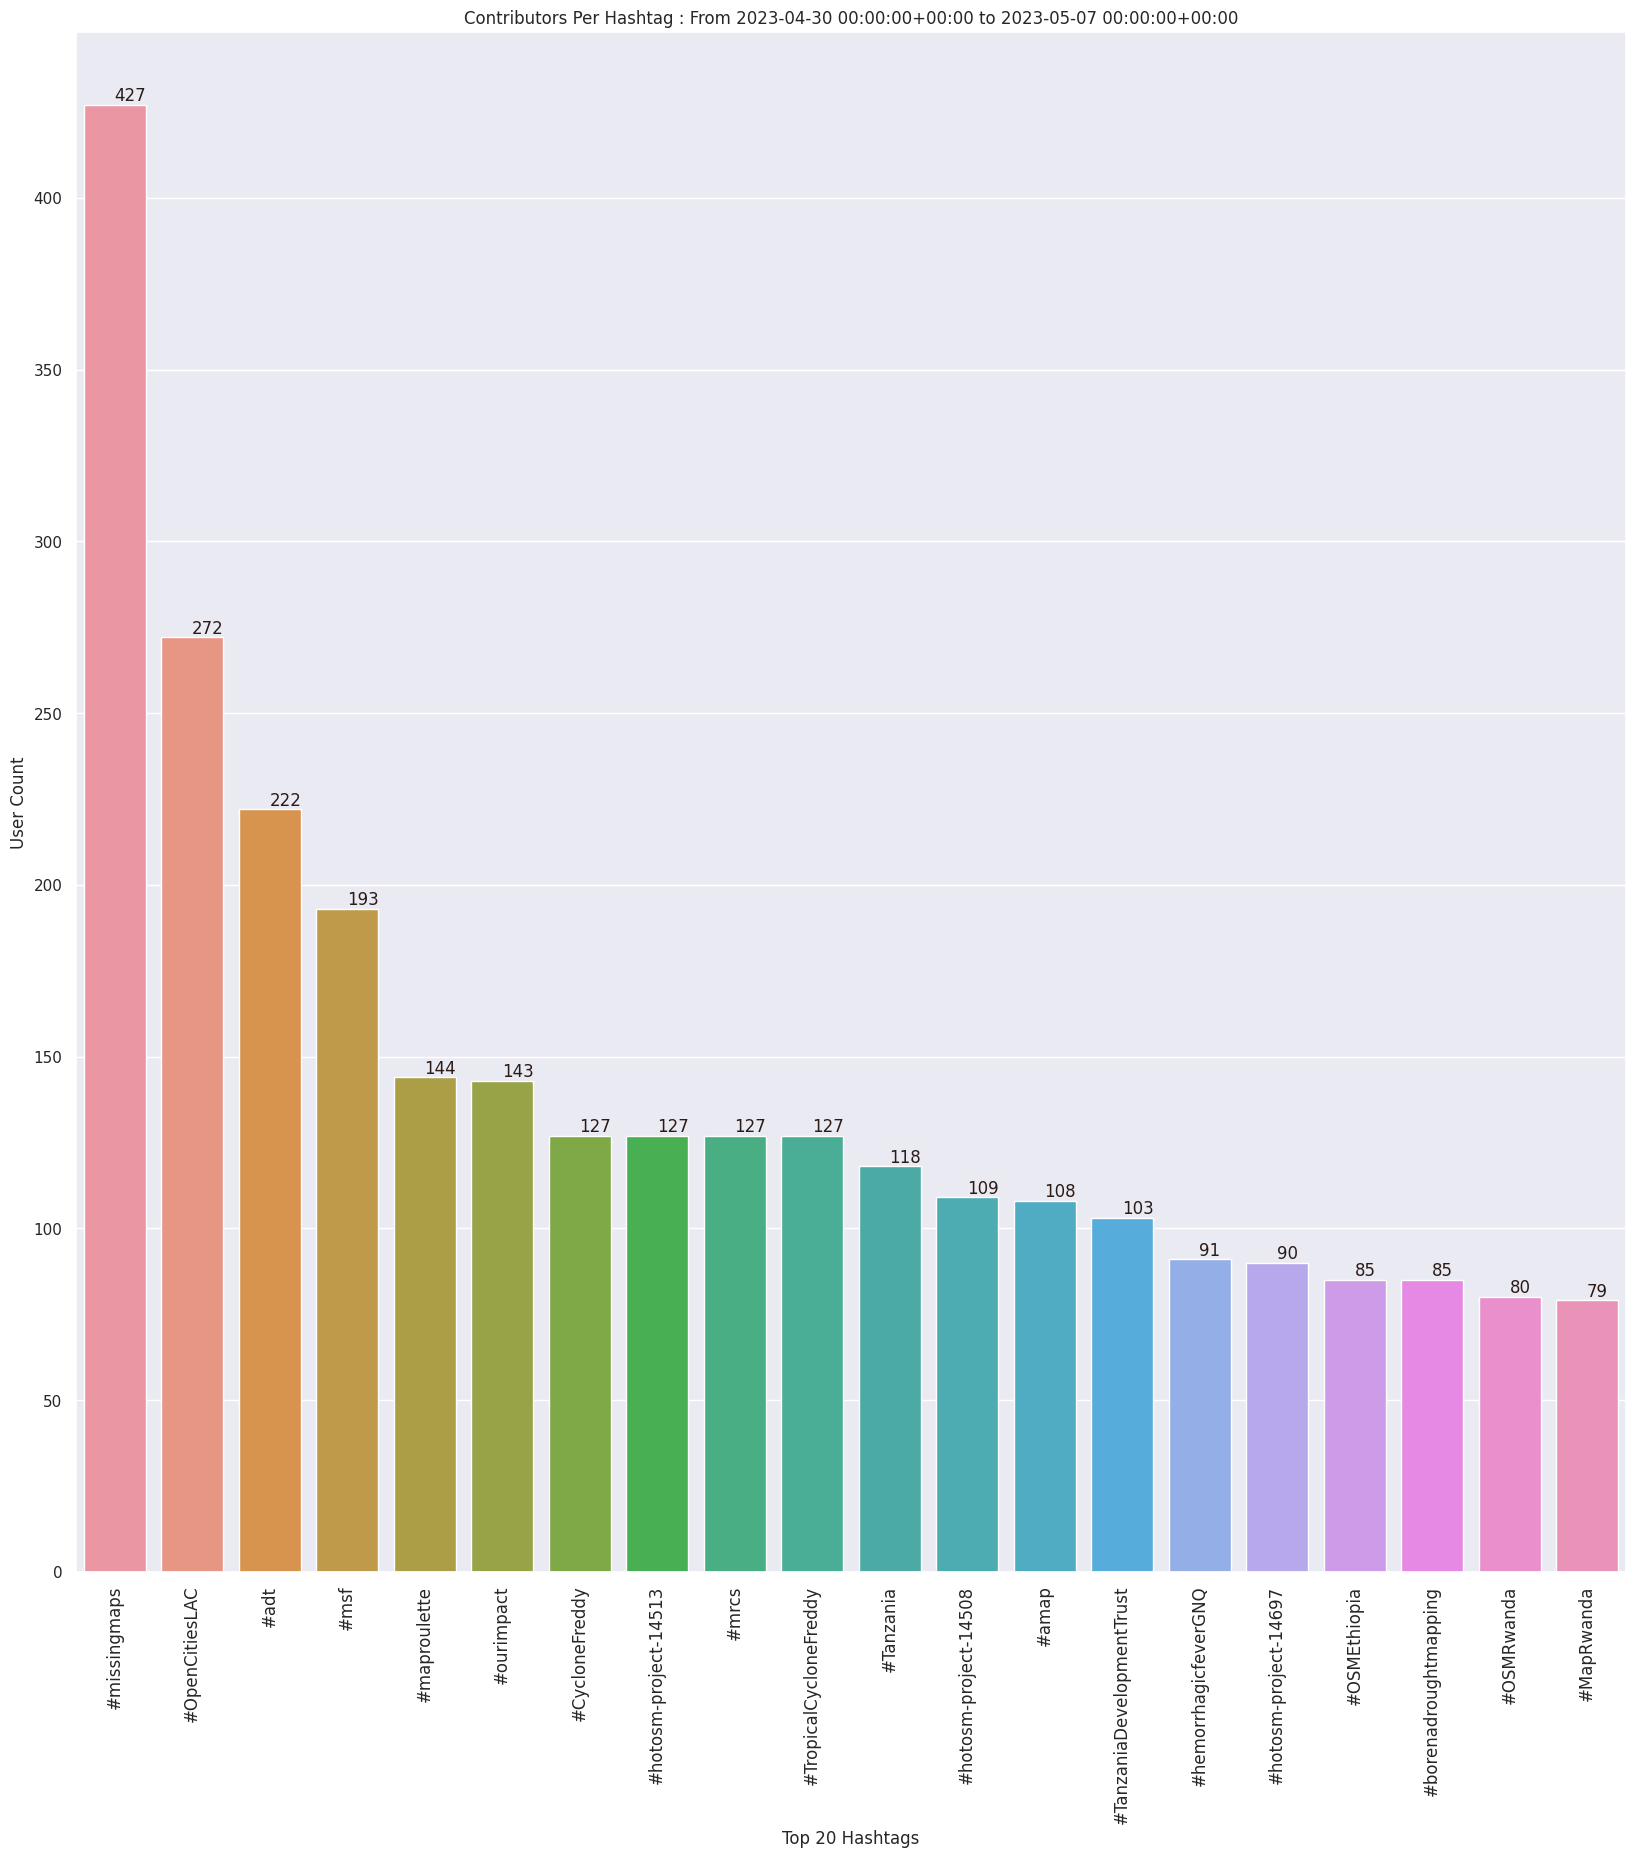 Contributors Per Hashtag : From 2023-04-30 00:00:00+00:00 to 2023-05-07 00:00:00+00:00
User Count
400
350
300
250
200
150
100
50
0
427
272
222
193
144
143
127
127
127
127
118
109
108
103
91
90
85
85
80
79
#missingmaps
#OpenCitiesLAC
#adt
#msf
#maproulette
#ourimpact
#CycloneFreddy
#hotosm-project-14513
#mrcs
#TropicalCycloneFreddy
#Tanzania
#hotosm-project-14508
#amap
#TanzaniaDevelopmentTrust
#hemorrhagicfeverGNQ
#hotosm-project-14697
#OSMEthiopia
#borenadroughtmapping
#OSMRwanda
#MapRwanda
Top 20 Hashtags